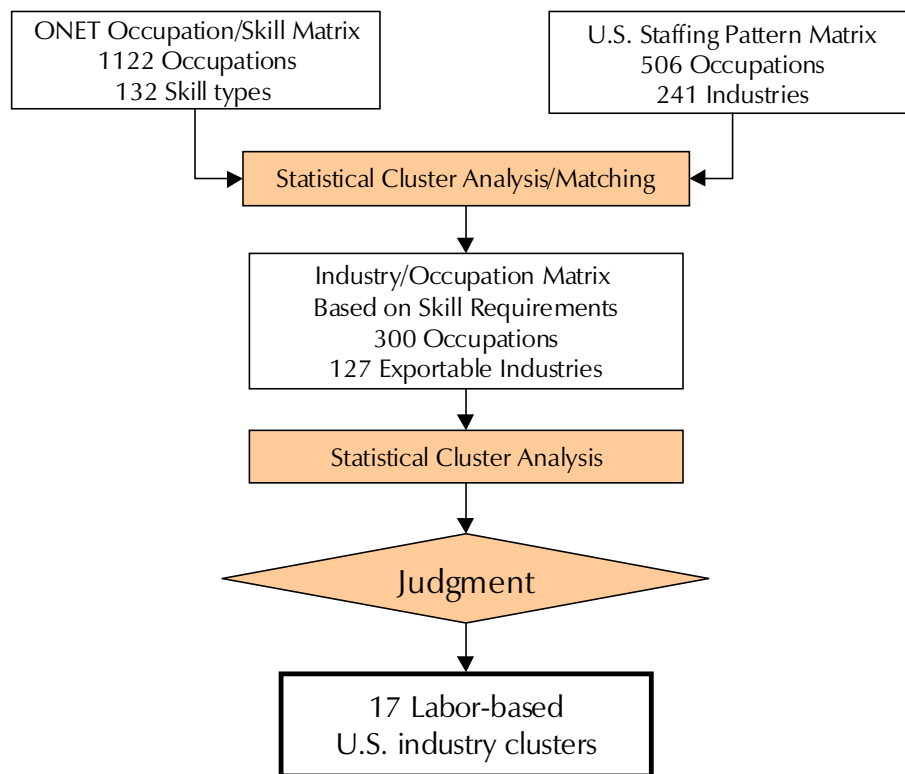 ONET Occupation/Skill Matrix
1122 Occupations
132 Skill types
U.S. Staffing Pattern Matrix
506 Occupations
241 Industries
Statistical Cluster Analysis/Matching
Industry/Occupation Matrix
Based on Skill Requirements
300 Occupations
127 Exportable Industries
Statistical Cluster Analysis
Judgment
17 Labor-based
U.S. industry clusters